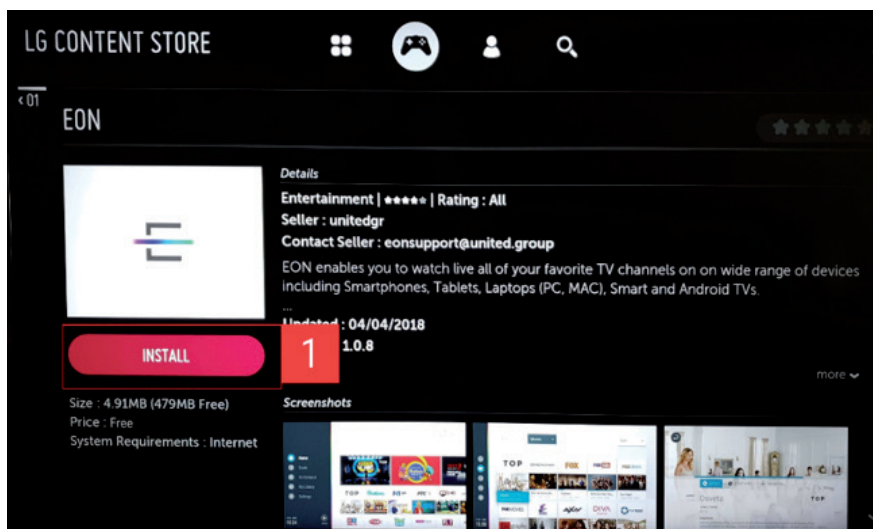 LG CONTENT STORE
<01
EON
Details
Entertainment | ★★★★★ | Rating : All
Seller : unitedgr
Contact Seller : eonsupport@united.group
EON enables you to watch live all of your favorite TV channels on on wide range of devices
including Smartphones, Tablets, Laptops (PC, MAC), Smart and Android TVs.
...
Updated : 04/04/2018
1.0.8
INSTALL
1
more
Size : 4.91MB (479MB Free)
Price : Free
System Requirements : Internet
Screenshots
TOP
FOX
TOP
DIVA
TOP